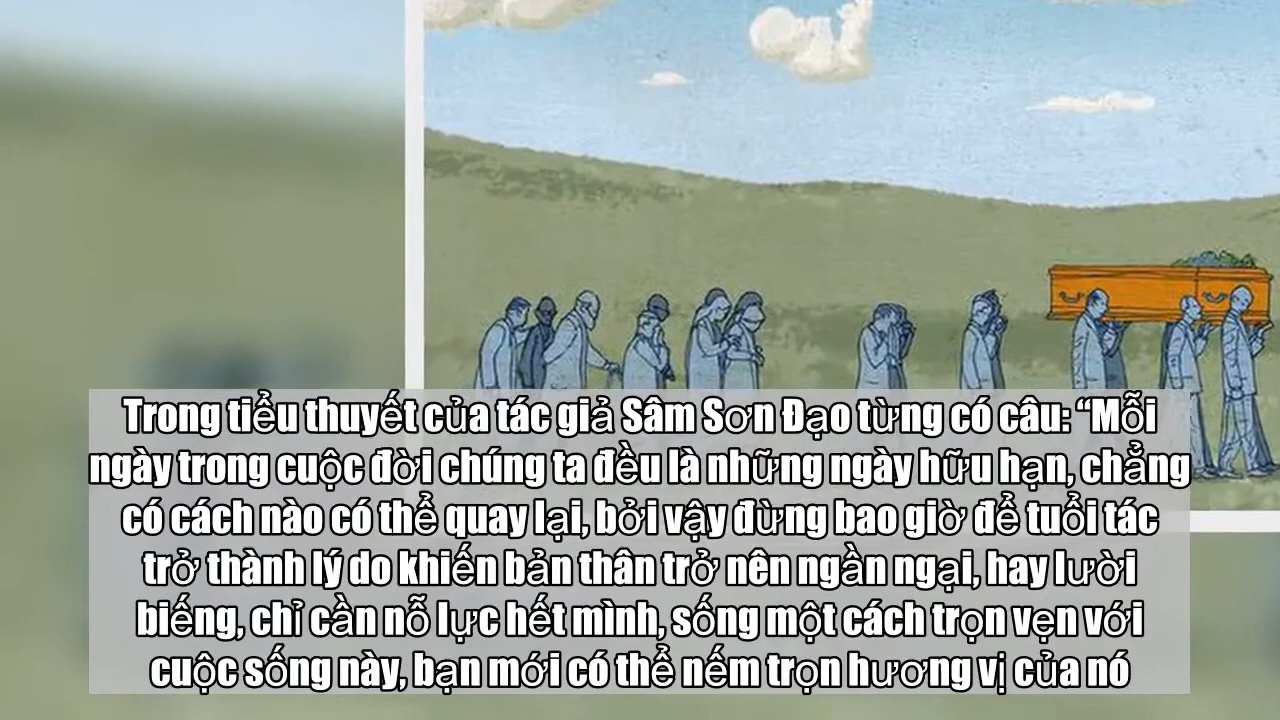 Trong tiểu thuyết của tác giả Sâm Sơn Đạo từng có câu: “Mỗi
ngày trong cuộc đời chúng ta đều là những ngày hữu hạn, chẳng
có cách nào có thể quay lại, bởi vậy đừng bao giờ để tuổi tác
trở thành lý do khiến bản thân trở nên ngần ngại, hay lười
biếng, chỉ cần nỗ lực hết mình, sống một cách trọn vẹn với
cuộc sống này, bạn mới có thể nếm trọn hương vị của nó